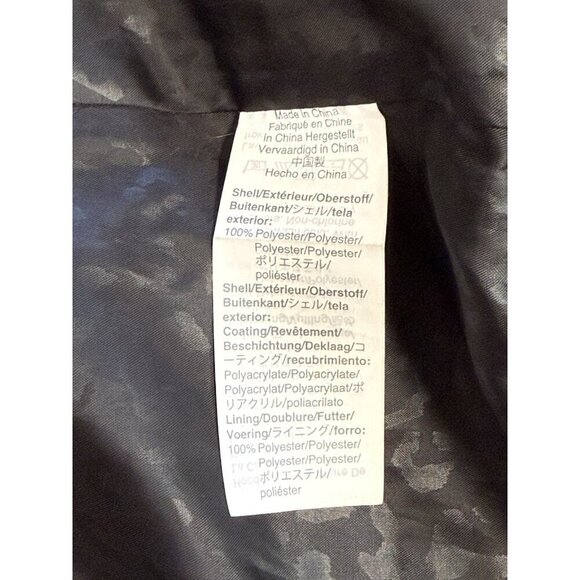 Made in China
Fabriqué en Chine
In China Hergestellt
Vervaardigd in China
中国製
Hecho en China
Shell/Extérieur/Oberstoff/
Buitenkant/シェル/tela
exterior:
100% Polyester/Polyester/
Polyester/Polyester/
ポリエステル/
poliéster
Shell/Extérieur/Oberstoff/
Buitenkant/シェル/tela
exterior:
Coating/Revêtement/
Beschichtung/Deklaag/コ
ーティング/recubrimiento:
Polyacrylate/Polyacrylate/
Polyacrylat/Polyacrylaat/ポ
リアクリル/poliacrilato
Lining/Doublure/Futter/
Voering/ライニング/forro:
100% Polyester/Polyester/
Polyester/Polyester/
ポリエステル/
poliéster